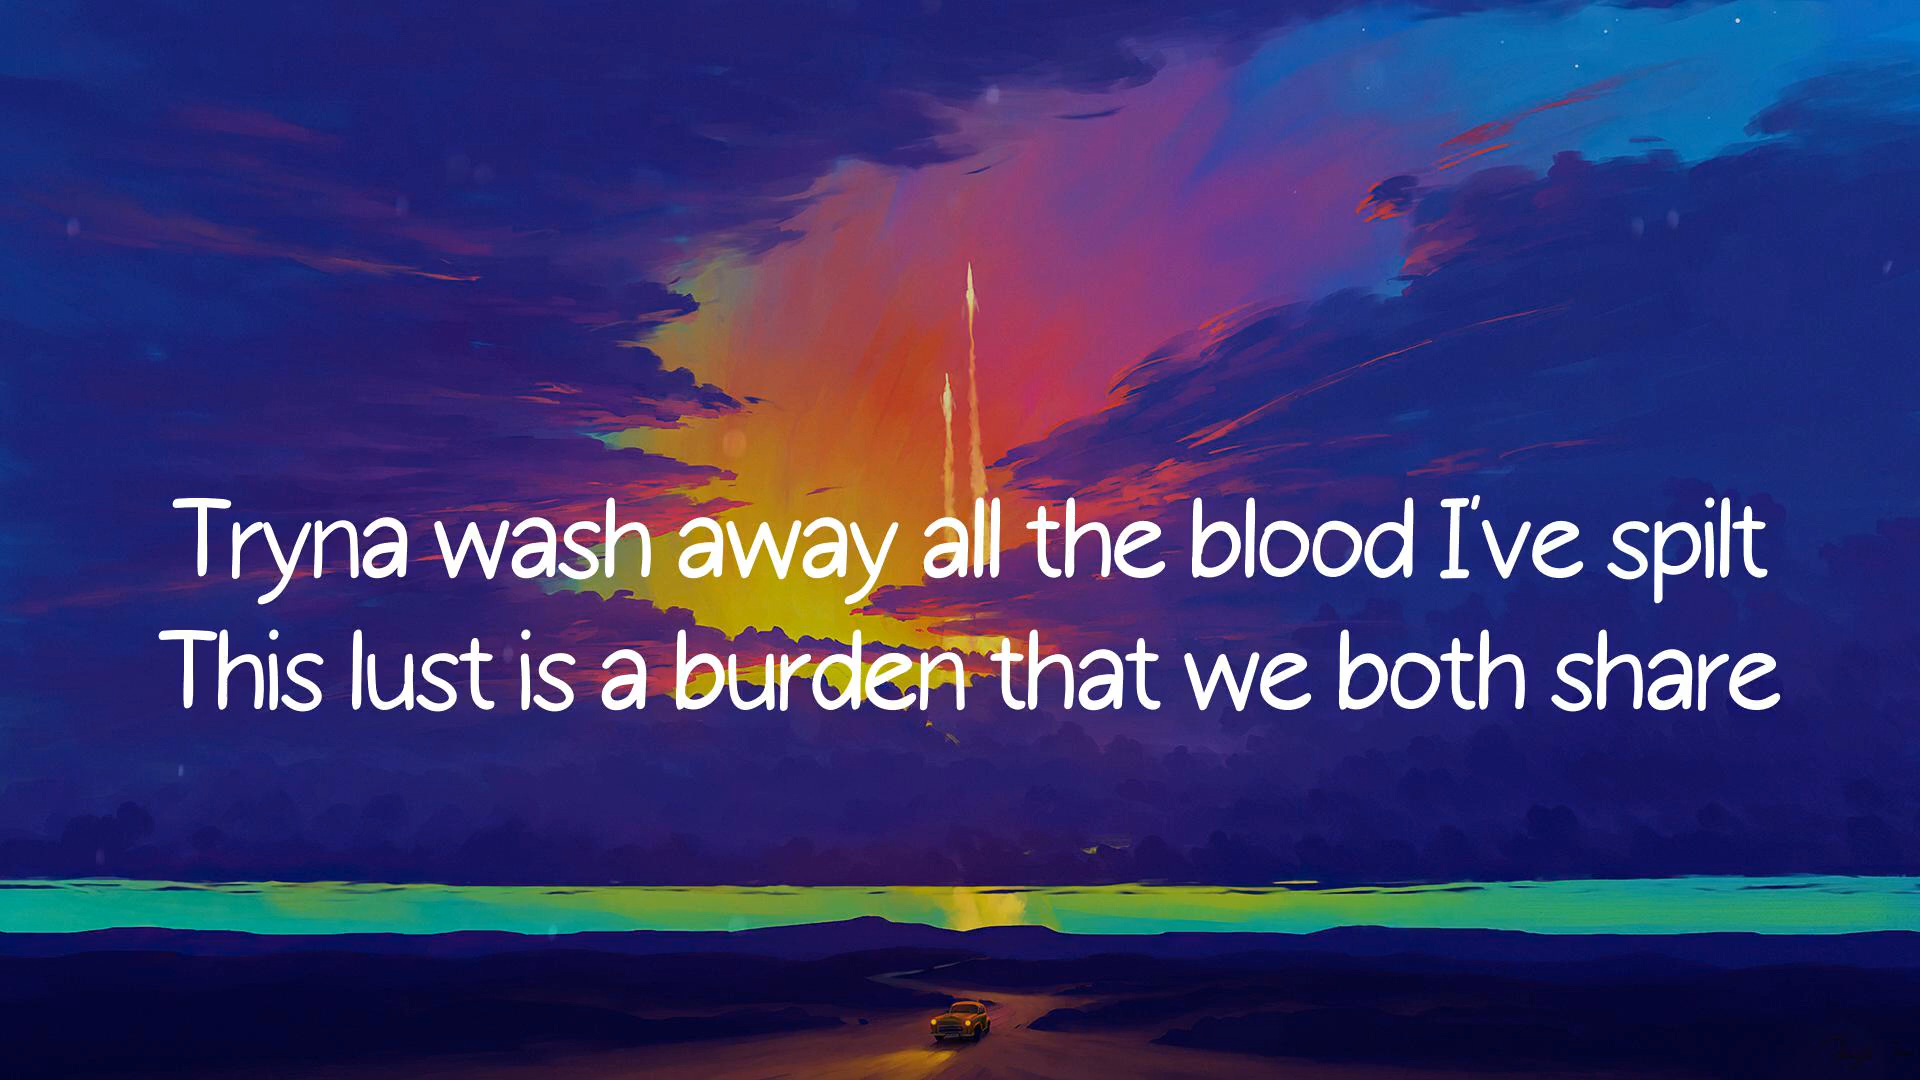 Tryna wash away all the blood I've spilt
This lust is a burden that we both share